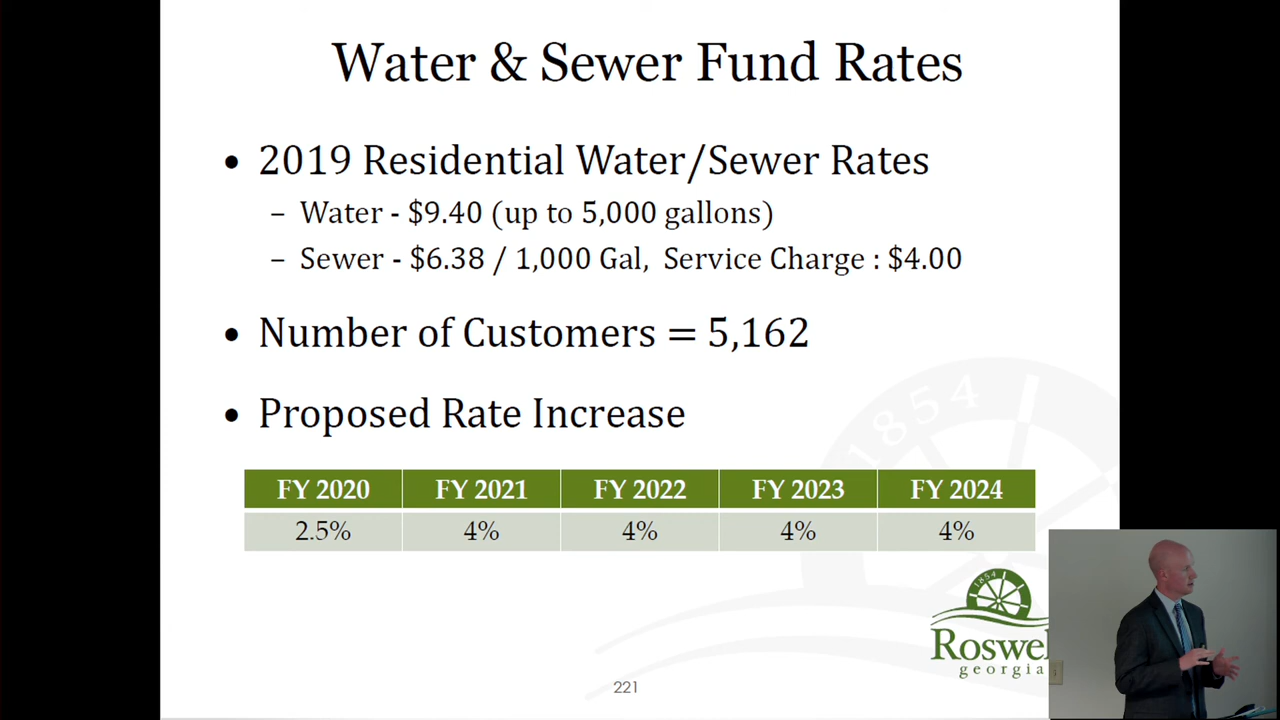 Water & Sewer Fund Rates
• 2019 Residential Water/Sewer Rates
– Water - $9.40 (up to 5,000 gallons)
– Sewer - $6.38 / 1,000 Gal, Service Charge : $4.00
• Number of Customers = 5,162
• Proposed Rate Increase
1854
FY 2020 FY 2021 FY 2022 FY 2023 FY 2024
2.5% 4% 4% 4% 4%
1854
Roswel
georgia
221